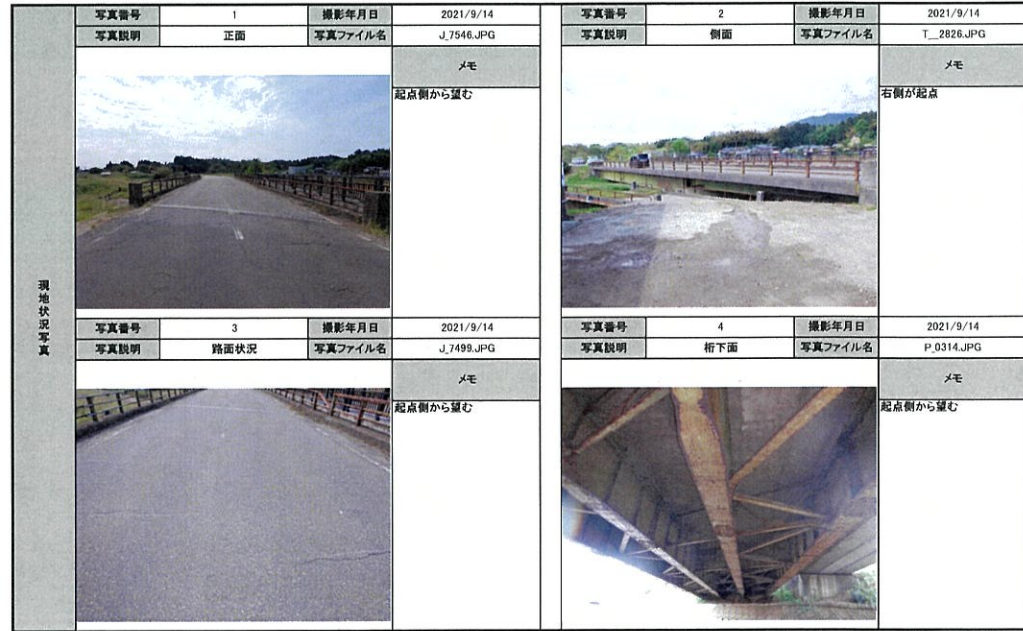 現地状況写真
写真番号 1 撮影年月日 2021/9/14
写真説明 正面 写真ファイル名 J_7546.JPG
メモ
起点側から望む
写真番号 2 撮影年月日 2021/9/14
写真説明 側面 写真ファイル名 T__2826.JPG
メモ
右側が起点
写真番号 3 撮影年月日 2021/9/14
写真説明 路面状況 写真ファイル名 J_7499.JPG
メモ
起点側から望む
写真番号 4 撮影年月日 2021/9/14
写真説明 桁下面 写真ファイル名 P_0314.JPG
メモ
起点側から望む